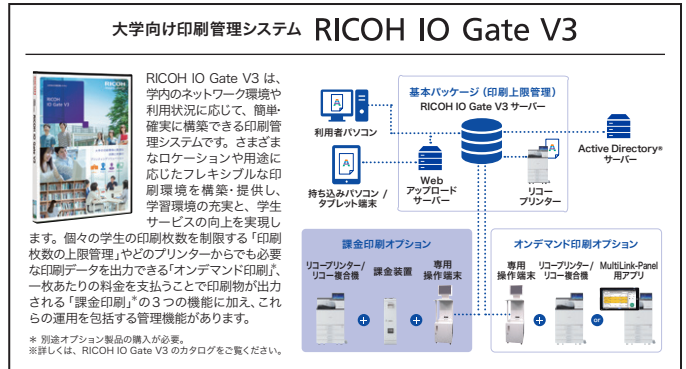 大学向け印刷管理システム RICOH IO Gate V3
RICOH IO Gate V3 は、
学内のネットワーク環境や
利用状況に応じて、簡単・
確実に構築できる印刷管
理システムです。さまざま
なロケーションや用途に
応じたフレキシブルな印
刷環境を構築・提供し、
学習環境の充実と、学生
サービスの向上を実現し
ます。個々の学生の印刷枚数を制限する「印刷
枚数の上限管理」やどのプリンターからでも必要
な印刷データを出力できる「オンデマンド印刷」*、
一枚あたりの料金を支払うことで印刷物が出力
される「課金印刷」*の3つの機能に加え、これ
らの運用を包括する管理機能があります。
* 別途オプション製品の購入が必要。
※詳しくは、RICOH IO Gate V3 のカタログをご覧ください。
RICOH
IO Gate V3
RICOH IO Gate V3
基本パッケージ（印刷上限管理）
RICOH IO Gate V3 サーバー
A
利用者パソコン
A
持ち込みパソコン /
タブレット端末
Web
アップロード
サーバー
A
リコー
プリンター
Active Directory®
サーバー
課金印刷オプション
リコープリンター/
リコー複合機
課金装置
専用
操作端末
+
+
オンデマンド印刷オプション
専用
操作端末
リコープリンター/
リコー複合機
MultiLink-Panel
用アプリ
+
or